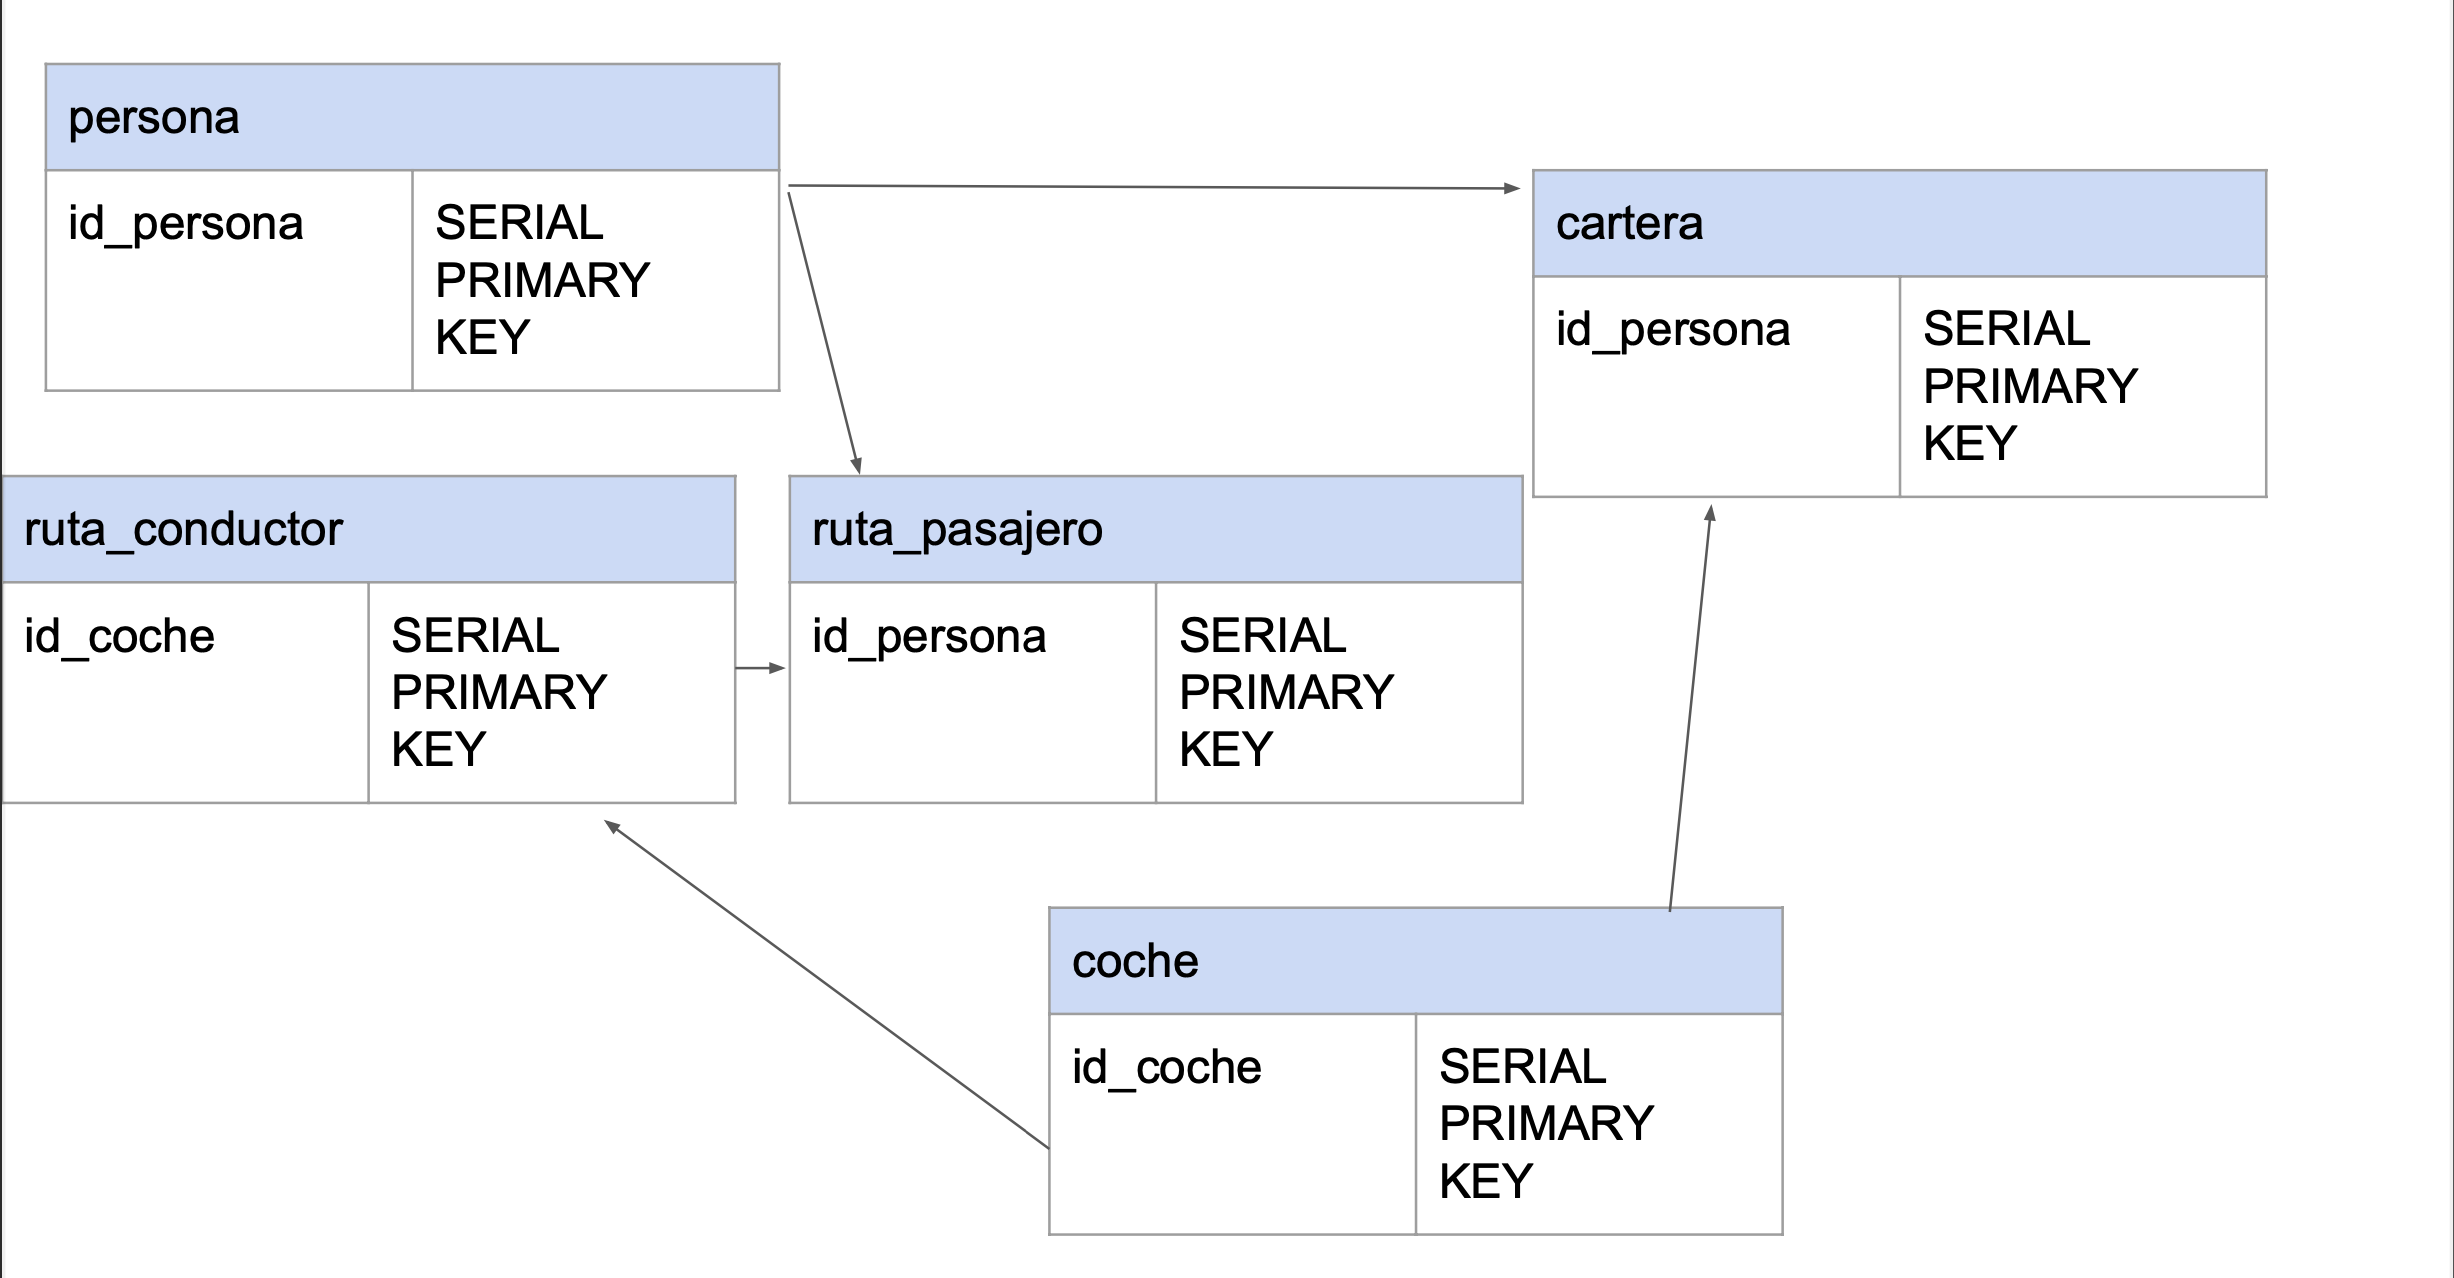 persona
id_persona
SERIAL
PRIMARY
KEY
cartera
id_persona
SERIAL
PRIMARY
KEY
ruta_conductor
id_coche
SERIAL
PRIMARY
KEY
ruta_pasajero
id_persona
SERIAL
PRIMARY
KEY
coche
id_coche
SERIAL
PRIMARY
KEY